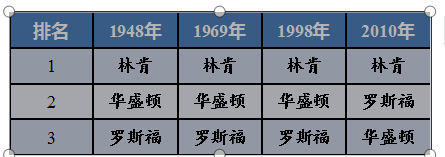 排名 1948年 1969年 1998年 2010年
1 林肯 林肯 林肯 林肯
2 华盛顿 华盛顿 华盛顿 罗斯福
3 罗斯福 罗斯福 罗斯福 华盛顿